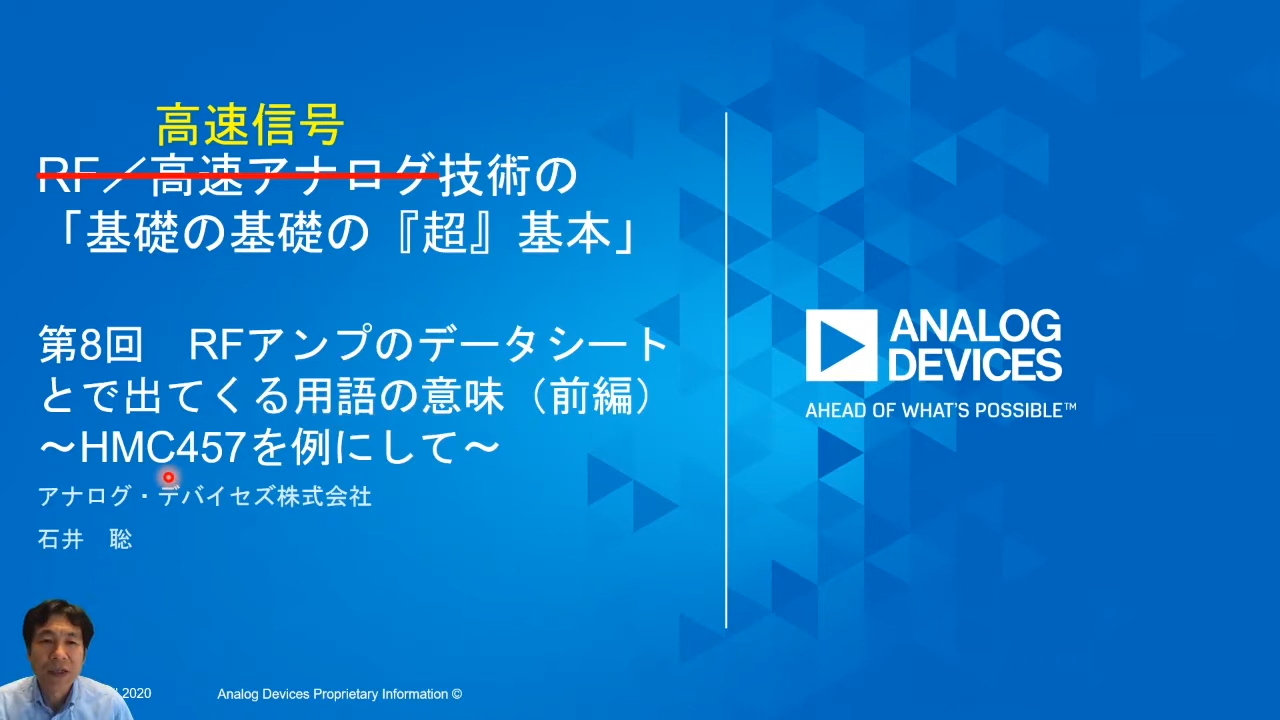 高速信号
RF／高速アナログ技術の
「基礎の基礎の『超』基本」
第8回　RFアンプのデータシート
とで出てくる用語の意味（前編）
～HMC457を例にして～
アナログ・デバイセズ株式会社
石井　聡
ANALOG
DEVICES
AHEAD OF WHAT'S POSSIBLE™
2020
Analog Devices Proprietary Information ©